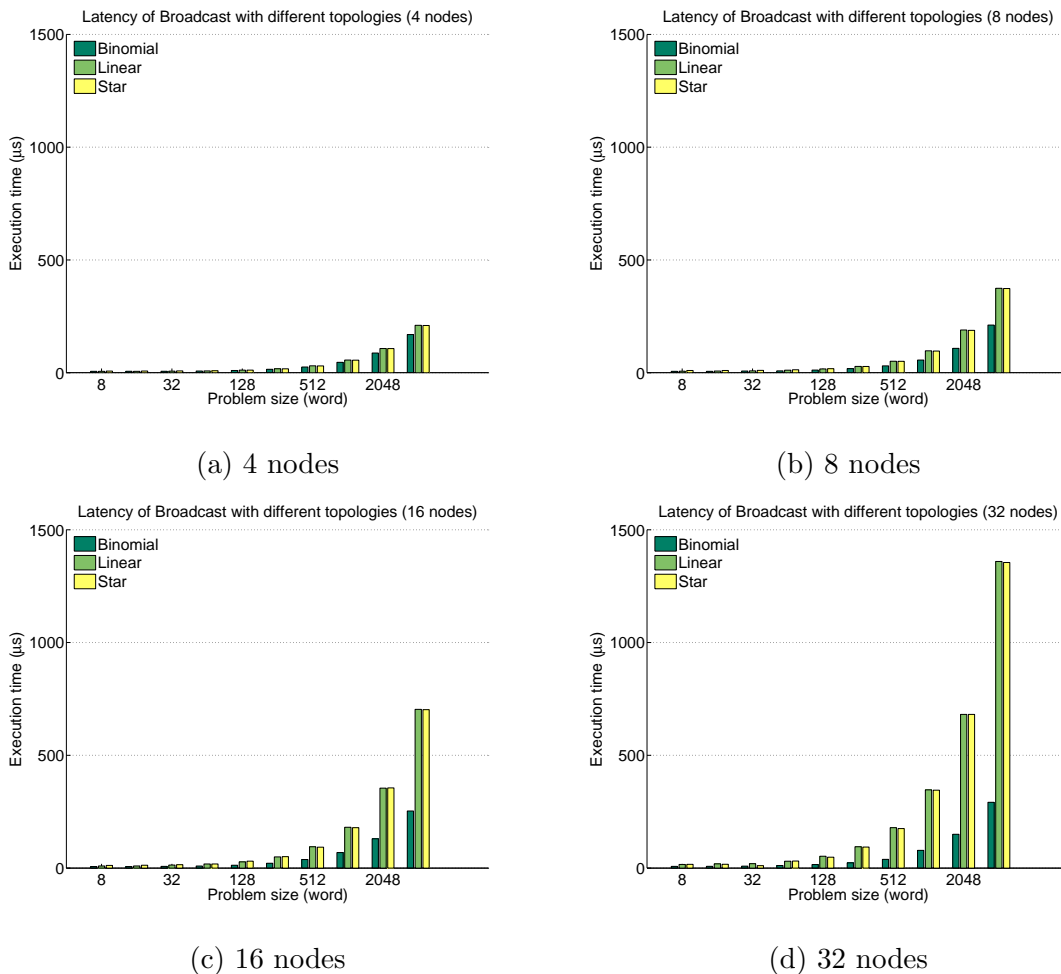 Latency of Broadcast with different topologies (4 nodes)
1500
1000
500
0
Execution time (μs)
Binomial
Linear
Star
8 32 128 512 2048
Problem size (word)
(a) 4 nodes
Latency of Broadcast with different topologies (8 nodes)
1500
1000
500
0
Execution time (μs)
Binomial
Linear
Star
8 32 128 512 2048
Problem size (word)
(b) 8 nodes
Latency of Broadcast with different topologies (16 nodes)
1500
1000
500
0
Execution time (μs)
Binomial
Linear
Star
8 32 128 512 2048
Problem size (word)
(c) 16 nodes
Latency of Broadcast with different topologies (32 nodes)
1500
1000
500
0
Execution time (μs)
Binomial
Linear
Star
8 32 128 512 2048
Problem size (word)
(d) 32 nodes